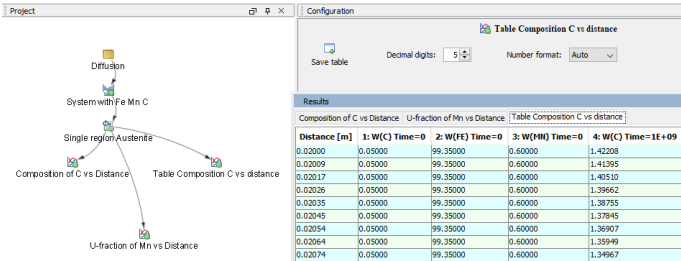 Project
Diffusion
System with Fe Mn C
Single region Austenite
Composition of C vs Distance
Table Composition C vs distance
U-fraction of Mn vs Distance
Configuration
Table Composition C vs distance
Save table
Decimal digits: 5
Number format: Auto
Results
Composition of C vs Distance U-fraction of Mn vs Distance Table Composition C vs distance
Distance [m] 1: W(C) Time=0 2: W(FE) Time=0 3: W(MN) Time=0 4: W(C) Time=1E+09
0.02000 0.05000 99.35000 0.60000 1.42208
0.02009 0.05000 99.35000 0.60000 1.41395
0.02017 0.05000 99.35000 0.60000 1.40510
0.02026 0.05000 99.35000 0.60000 1.39662
0.02035 0.05000 99.35000 0.60000 1.38755
0.02045 0.05000 99.35000 0.60000 1.37845
0.02054 0.05000 99.35000 0.60000 1.36907
0.02064 0.05000 99.35000 0.60000 1.35949
0.02074 0.05000 99.35000 0.60000 1.34967